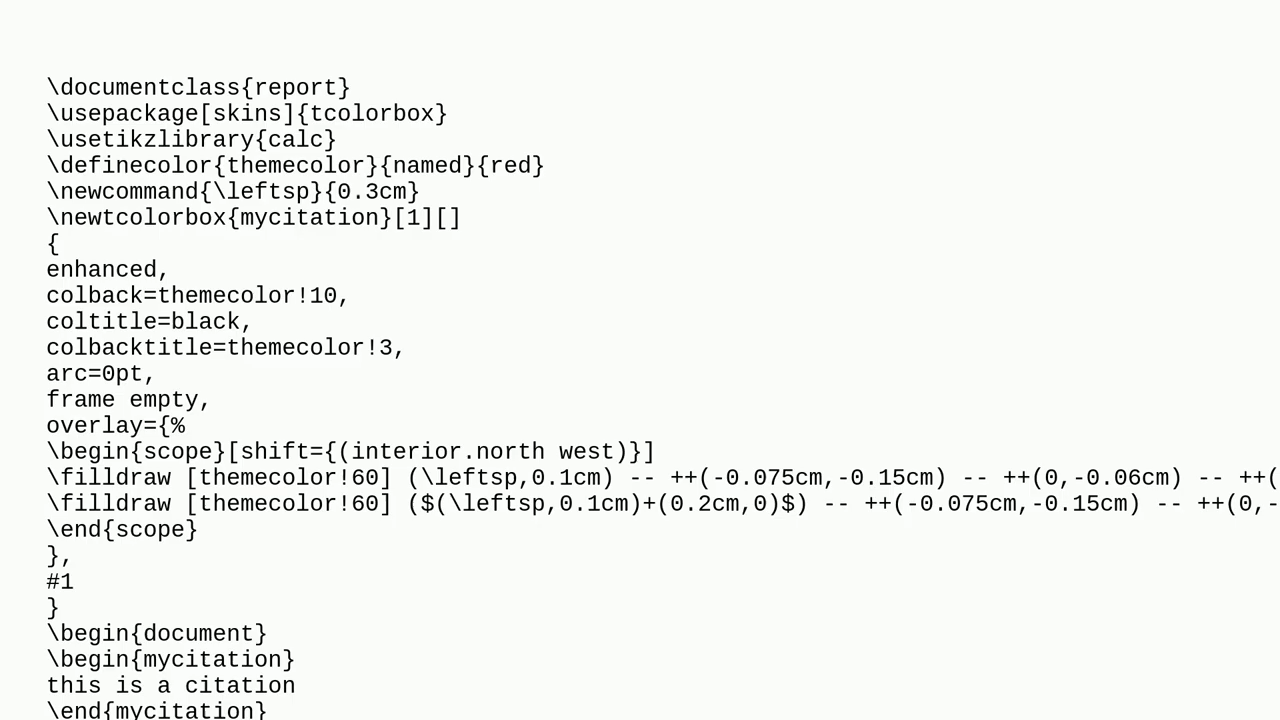 \documentclass{report}
\usepackage[skins]{tcolorbox}
\usetikzlibrary{calc}
\definecolor{themecolor}{named}{red}
\newcommand{\leftsp}{0.3cm}
\newtcolorbox{mycitation}[1][]
{
enhanced,
colback=themecolor!10,
coltitle=black,
colbacktitle=themecolor!3,
arc=0pt,
frame empty,
overlay={%
\begin{scope}[shift={(interior.north west)}]
\filldraw [themecolor!60] (\leftsp,0.1cm) -- ++(-0.075cm,-0.15cm) -- ++(0,-0.06cm) -- ++(
\filldraw [themecolor!60] ($(\leftsp,0.1cm)+(0.2cm,0)$) -- ++(-0.075cm,-0.15cm) -- ++(0,-
\end{scope}
},
#1
}
\begin{document}
\begin{mycitation}
this is a citation
\end{mycitation}